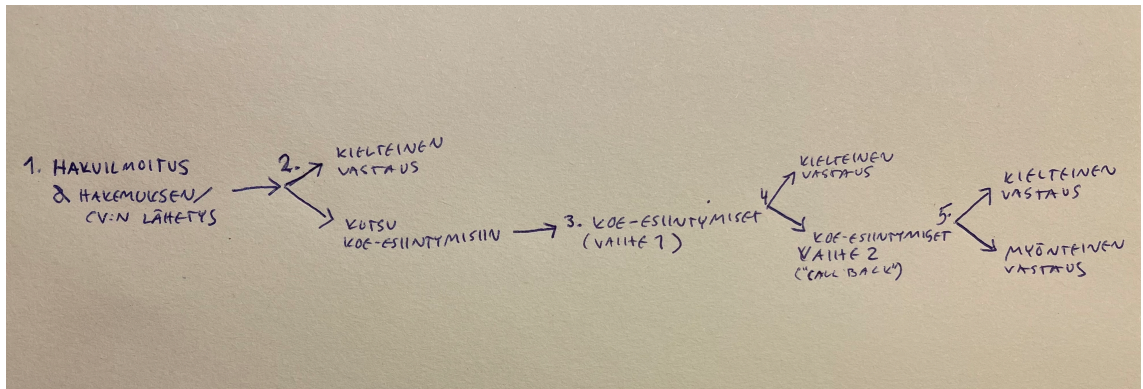 1. HAKUILMOITUS
& HAKEMUKSEN/
CV:N LÄHETYS
2.
KIELTEINEN
VASTAUS
KUTSU
KOE-ESIINTYMISIIN
3. KOE-ESIINTYMISET
(VAIHE 1)
4.
KIELTEINEN
VASTAUS
KOE-ESIINTYMISET
VAIHE 2
("CALL BACK")
5.
KIELTEINEN
VASTAUS
MYÖNTEINEN
VASTAUS